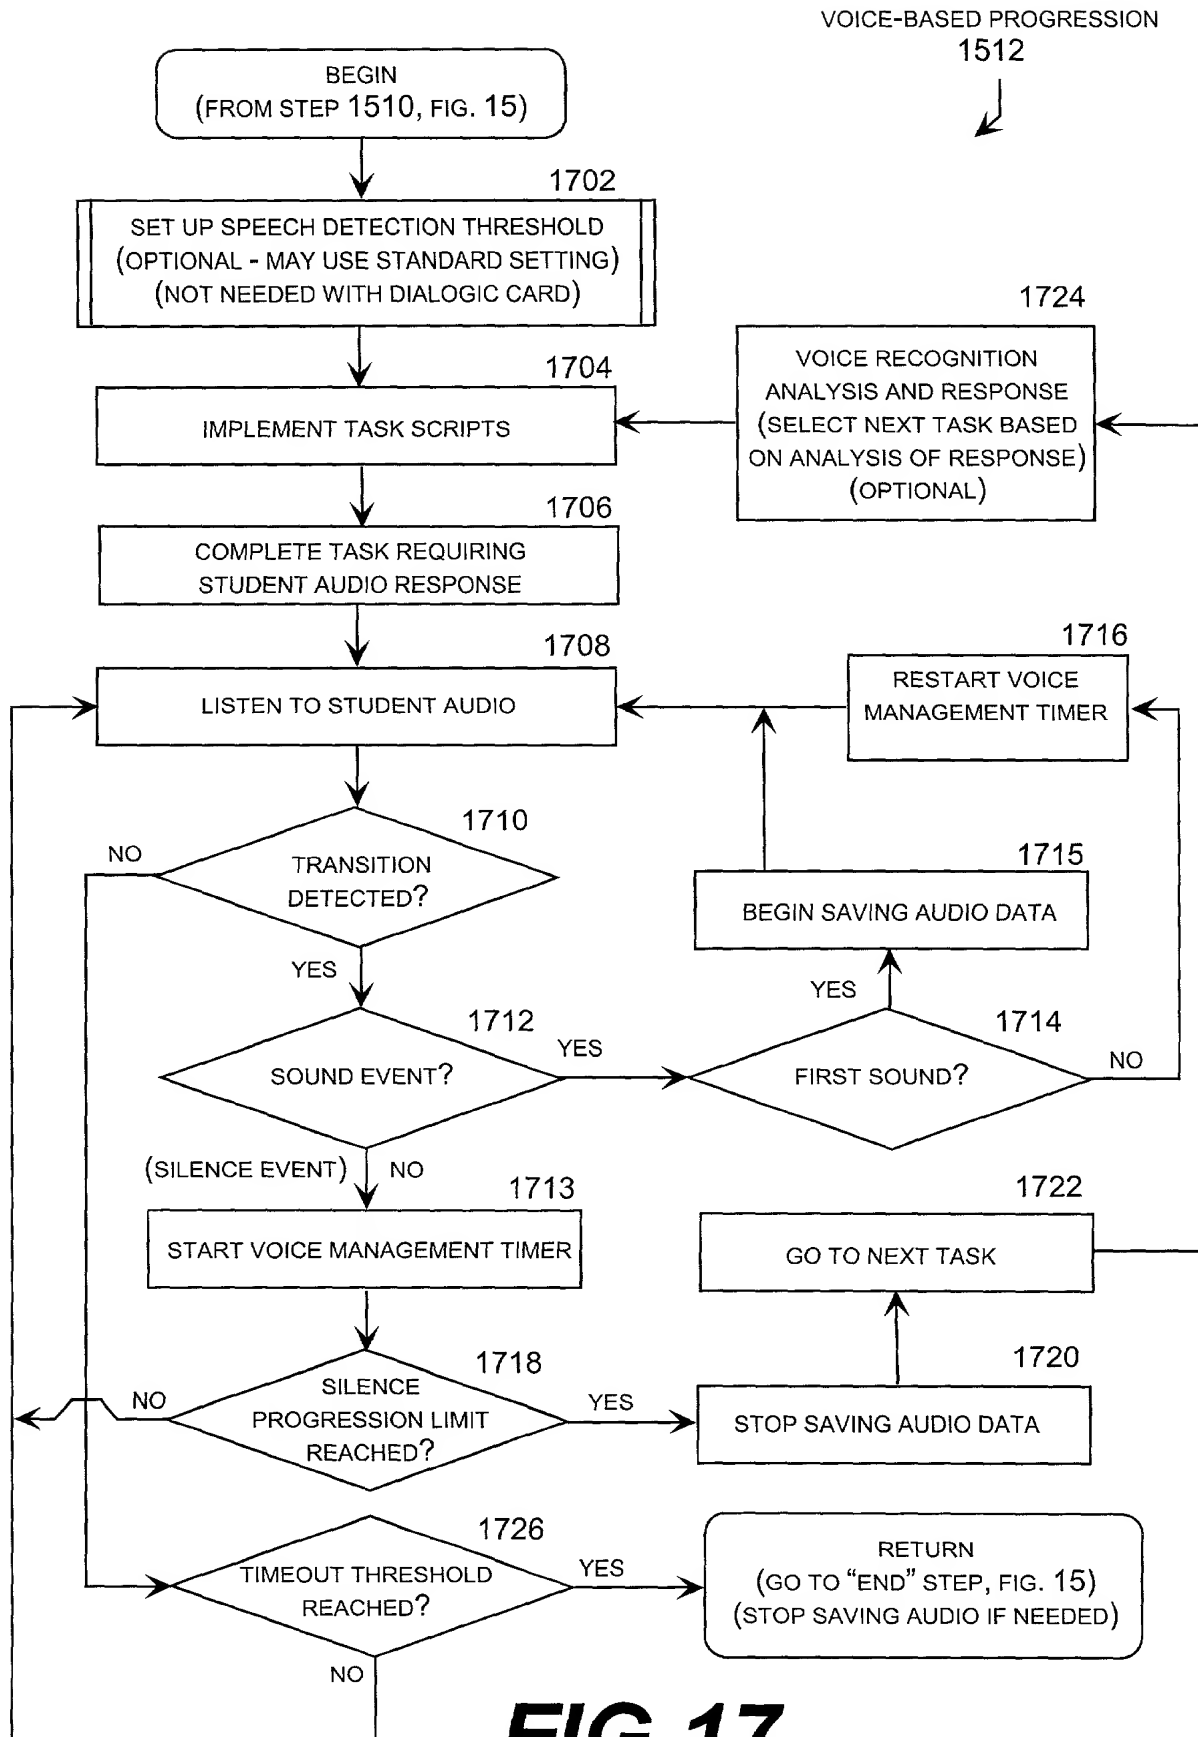 VOICE-BASED PROGRESSION
1512
BEGIN
(FROM STEP 1510, FIG. 15)
1702
SET UP SPEECH DETECTION THRESHOLD
(OPTIONAL - MAY USE STANDARD SETTING)
(NOT NEEDED WITH DIALOGIC CARD)
1724
VOICE RECOGNITION
ANALYSIS AND RESPONSE
(SELECT NEXT TASK BASED
ON ANALYSIS OF RESPONSE)
(OPTIONAL)
1704
IMPLEMENT TASK SCRIPTS
1706
COMPLETE TASK REQUIRING
STUDENT AUDIO RESPONSE
1708
LISTEN TO STUDENT AUDIO
1716
RESTART VOICE
MANAGEMENT TIMER
1710
NO
TRANSITION
DETECTED?
YES
1715
BEGIN SAVING AUDIO DATA
YES
1712
SOUND EVENT?
YES
1714
FIRST SOUND?
NO
(SILENCE EVENT)
NO
1713
START VOICE MANAGEMENT TIMER
1722
GO TO NEXT TASK
1718
NO
SILENCE
PROGRESSION LIMIT
REACHED?
YES
1720
STOP SAVING AUDIO DATA
1726
TIMEOUT THRESHOLD
REACHED?
YES
NO
RETURN
(GO TO "END" STEP, FIG. 15)
(STOP SAVING AUDIO IF NEEDED)
FIG 17